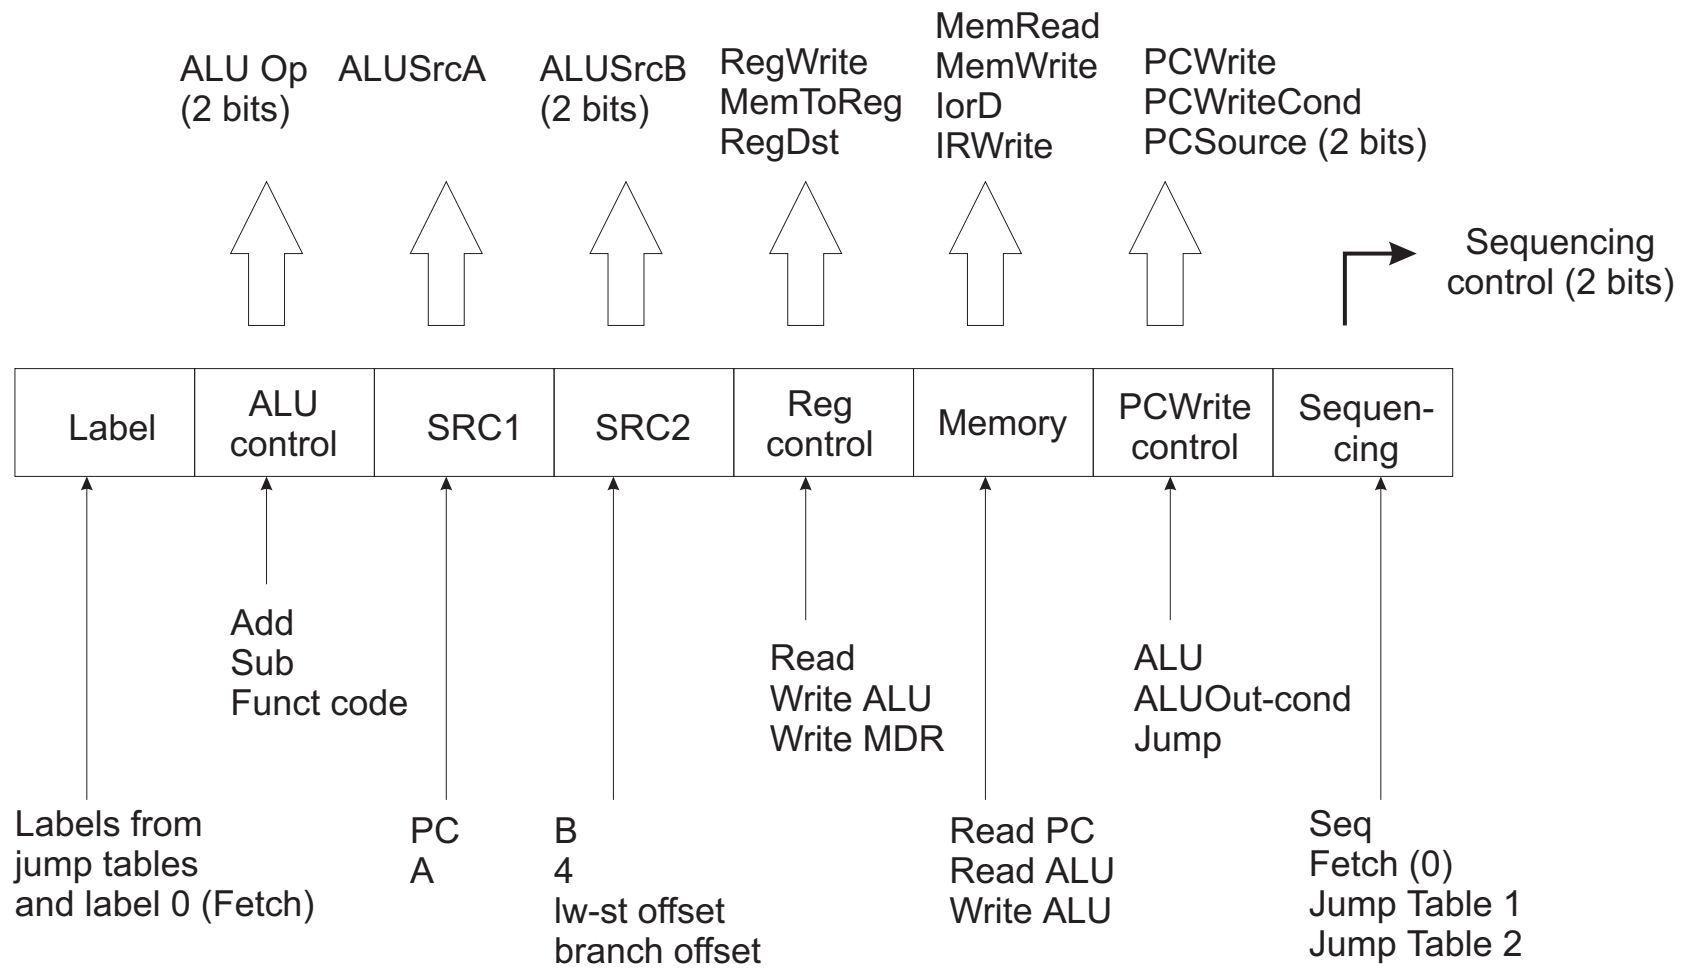 ALU Op
(2 bits)
ALUSrcA
ALUSrcB
(2 bits)
RegWrite
MemToReg
RegDst
MemRead
MemWrite
IorD
IRWrite
PCWrite
PCWriteCond
PCSource (2 bits)
Sequencing
control (2 bits)
Label
ALU
control
SRC1
SRC2
Reg
control
Memory
PCWrite
control
Sequen-
cing
Labels from
jump tables
and label 0 (Fetch)
Add
Sub
Funct code
PC
A
B
4
lw-st offset
branch offset
Read
Write ALU
Write MDR
Read PC
Read ALU
Write ALU
ALU
ALUOut-cond
Jump
Seq
Fetch (0)
Jump Table 1
Jump Table 2